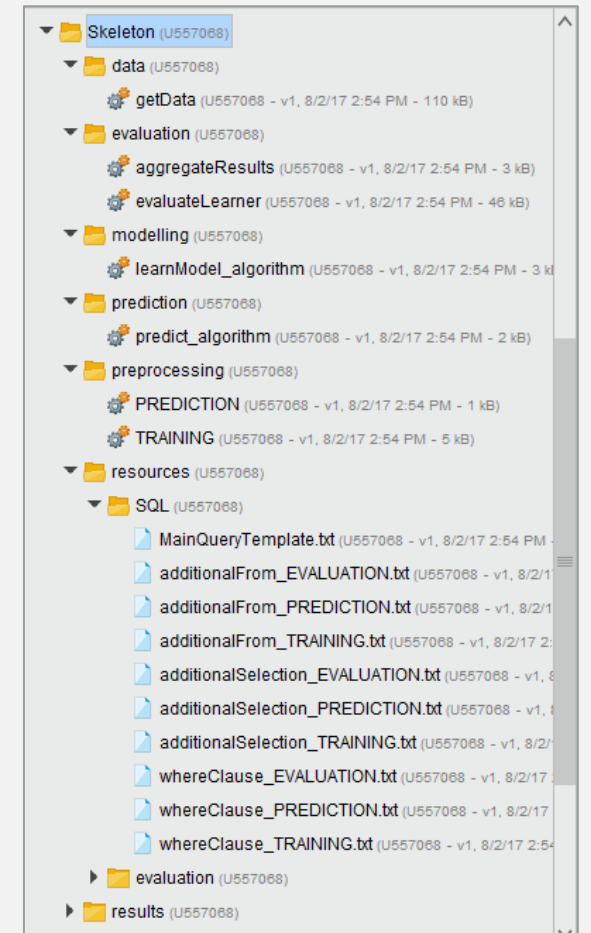 Skeleton (U557068)
data (U557068)
getData (U557068 - v1, 8/2/17 2:54 PM - 110 kB)
evaluation (U557068)
aggregateResults (U557068 - v1, 8/2/17 2:54 PM - 3 kB)
evaluateLearner (U557068 - v1, 8/2/17 2:54 PM - 46 kB)
modelling (U557068)
learnModel_algorithm (U557068 - v1, 8/2/17 2:54 PM - 3
prediction (U557068)
predict_algorithm (U557068 - v1, 8/2/17 2:54 PM - 2 kB)
preprocessing (U557068)
PREDICTION (U557068 - v1, 8/2/17 2:54 PM - 1 kB)
TRAINING (U557068 - v1, 8/2/17 2:54 PM - 5 kB)
resources (U557068)
SQL (U557068)
MainQueryTemplate.txt (U557068 - v1, 8/2/17 2:54 PM -
additionalFrom_EVALUATION.txt (U557068 - v1, 8/2/1
additionalFrom_PREDICTION.txt (U557068 - v1, 8/2/1
additionalFrom_TRAINING.txt (U557068 - v1, 8/2/17 2:
additionalSelection_EVALUATION.txt (U557068 - v1,
additionalSelection_PREDICTION.txt (U557068 - v1,
additionalSelection_TRAINING.txt (U557068 - v1, 8/2/
whereClause_EVALUATION.txt (U557068 - v1, 8/2/17
whereClause_PREDICTION.txt (U557068 - v1, 8/2/17
whereClause_TRAINING.txt (U557068 - v1, 8/2/17 2:54
evaluation (U557068)
results (U557068)